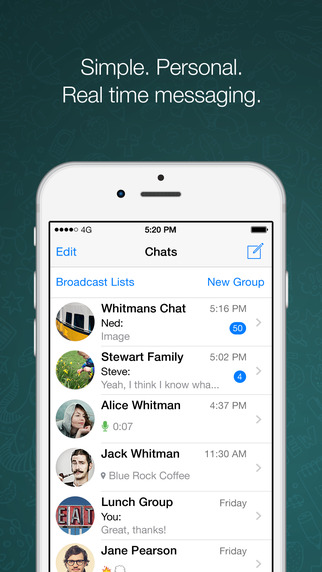 Simple. Personal.
Real time messaging.
4G 5:20 PM
Edit Chats
Broadcast Lists New Group
Whitmans Chat 5:16 PM
Ned: 50
Image
Stewart Family 5:02 PM
Steve: 4
Yeah, I think I know wha...
Alice Whitman 4:37 PM
0:07
Jack Whitman 11:30 AM
Blue Rock Coffee
EAT
Lunch Group Friday
You:
Great, thanks!
Jane Pearson Friday